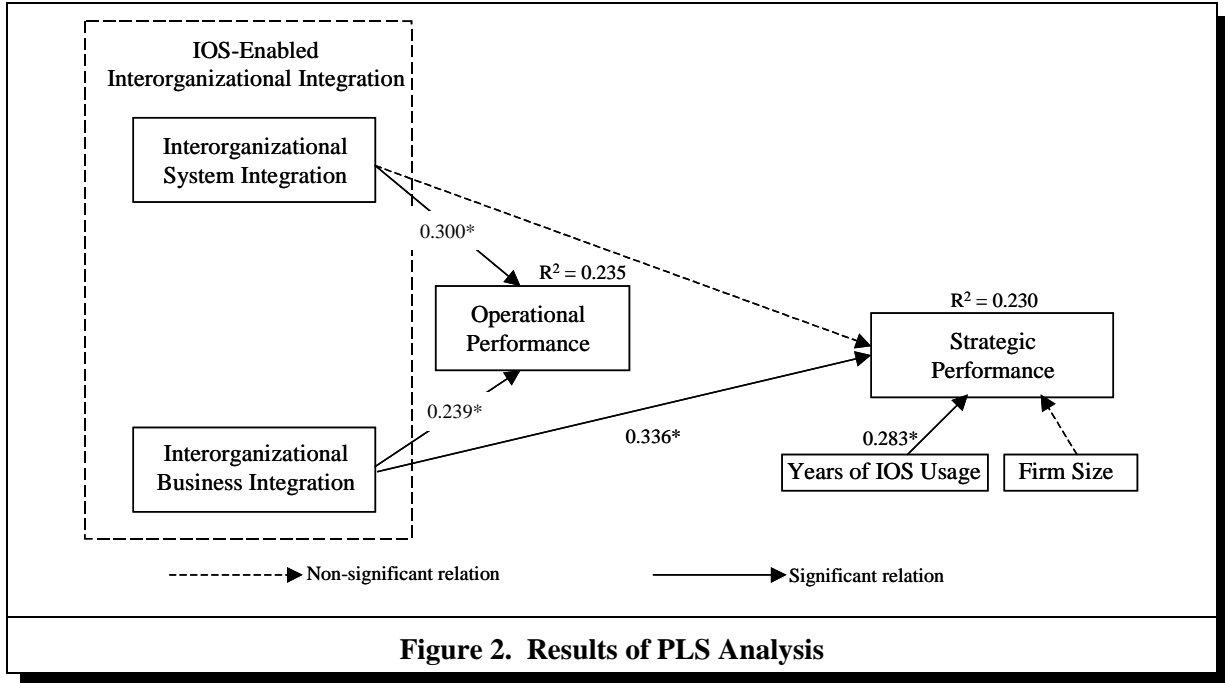 IOS-Enabled
Interorganizational Integration
Interorganizational
System Integration
0.300*
R² = 0.235
Operational
Performance
R² = 0.230
Strategic
Performance
0.239*
0.336*
0.283*
Interorganizational
Business Integration
Years of IOS Usage
Firm Size
Non-significant relation
Significant relation
Figure 2. Results of PLS Analysis